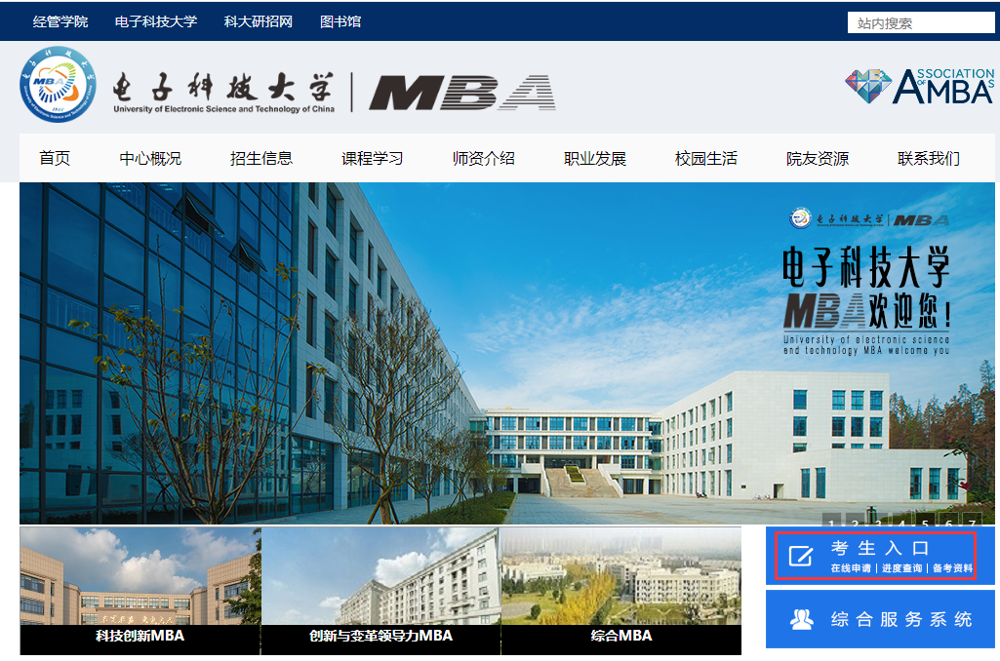 经管学院 电子科技大学 科大研招网 图书馆 站内搜索
MBA
电子科技大学 MBA
University of Electronic Science and Technology of China
ASSOCIATION
OF AMBAS
首页 中心概况 招生信息 课程学习 师资介绍 职业发展 校园生活 院友资源 联系我们
电子科技大学 MBA
电子科技大学
MBA欢迎您!
University of electronic science
and technology MBA welcome you
1 2 3 4 5 6 7
考生入口
在线申请 | 进度查询 | 备考资料
综合服务系统
科技创新MBA 创新与变革领导力MBA 综合MBA